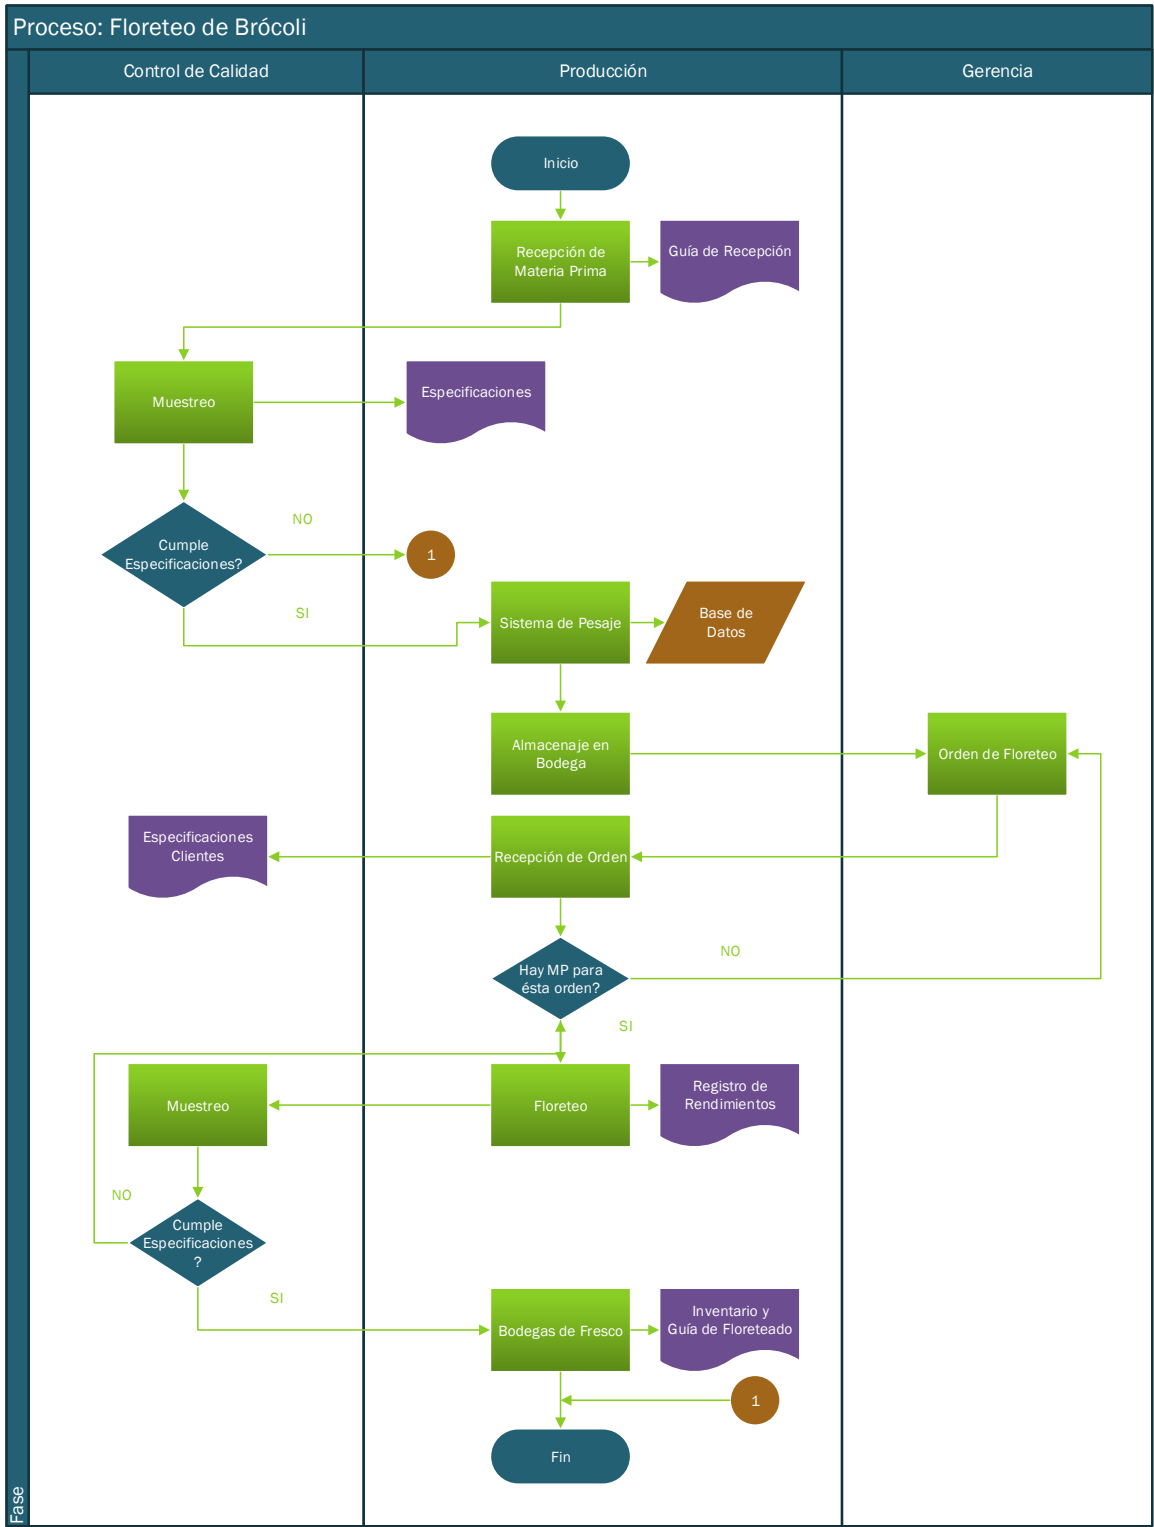 Proceso: Floreteo de Brócoli
Control de Calidad
Producción
Gerencia
Inicio
Recepción de
Materia Prima
Guía de Recepción
Muestreo
Especificaciones
Cumple
Especificaciones?
NO
1
SI
Sistema de Pesaje
Base de
Datos
Almacenaje en
Bodega
Orden de Floreteo
Especificaciones
Clientes
Recepción de Orden
Hay MP para
ésta orden?
NO
SI
Muestreo
Floreteo
Registro de
Rendimientos
NO
Cumple
Especificaciones
?
SI
Bodegas de Fresco
Inventario y
Guía de Floreteado
1
Fin
Fase